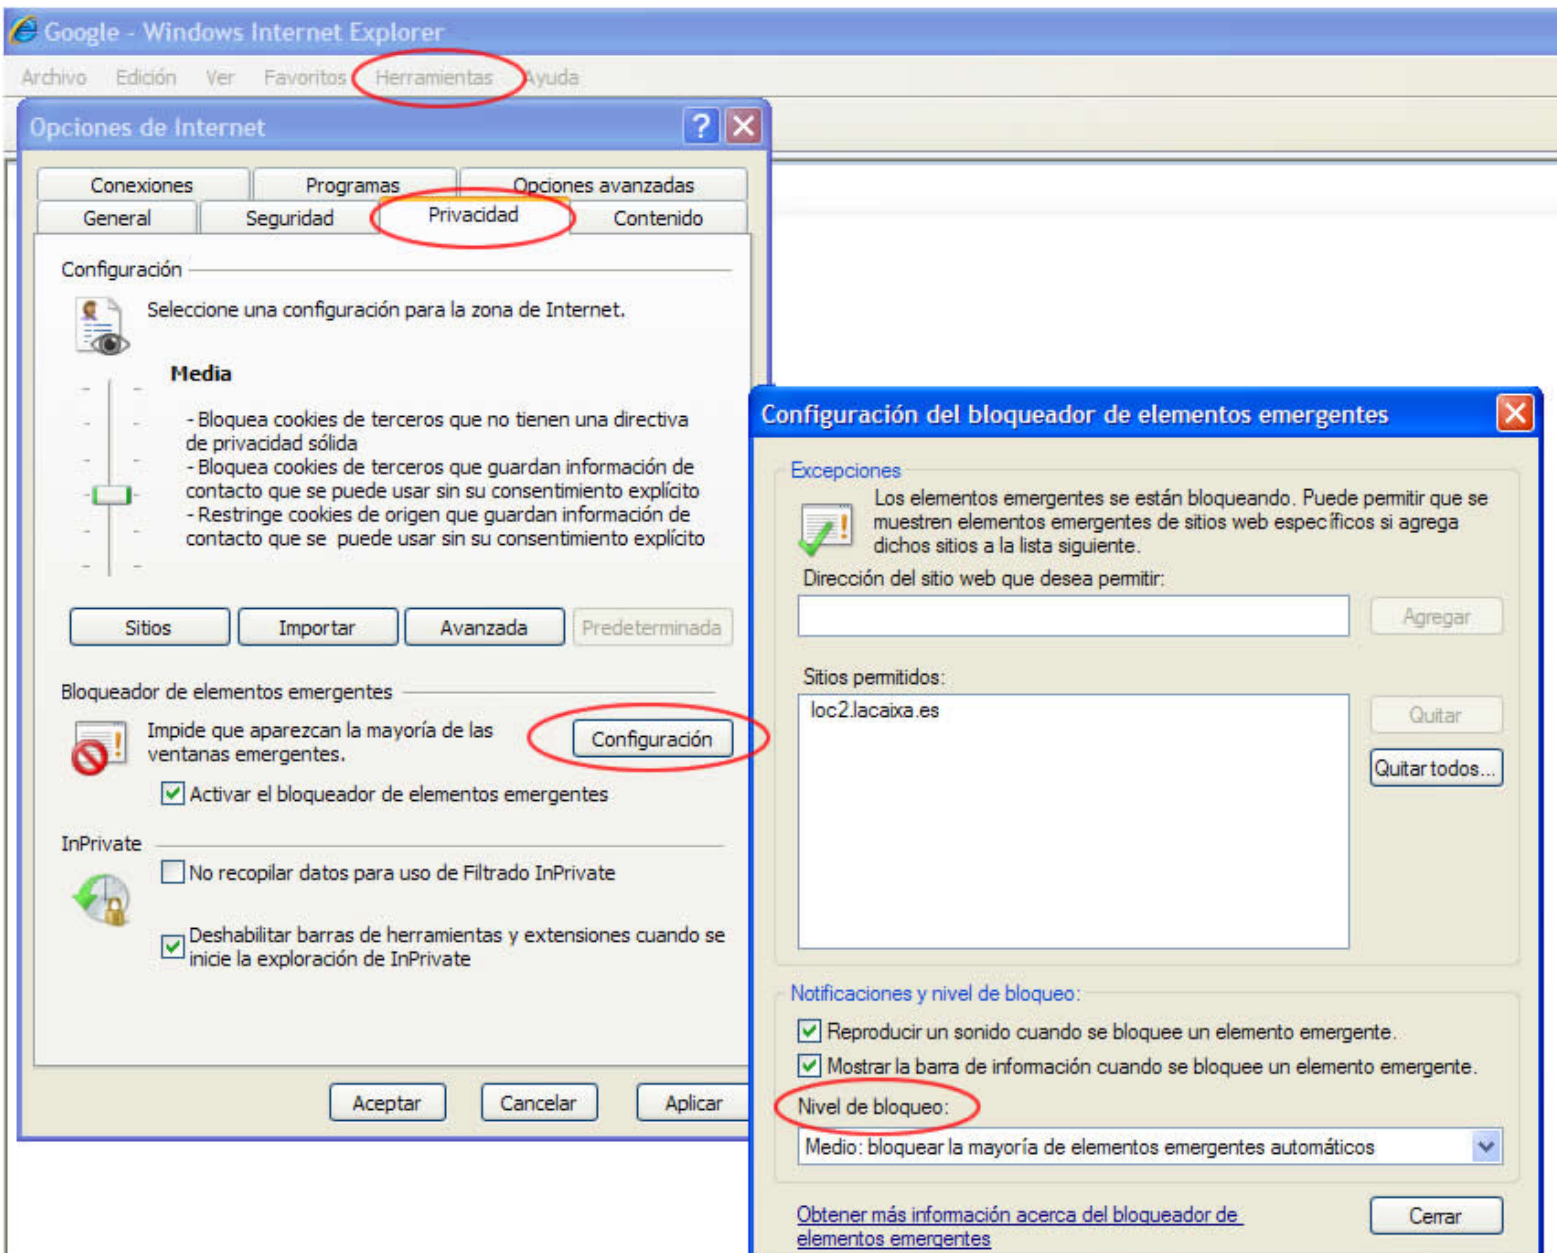 Google - Windows Internet Explorer
Archivo Edición Ver Favoritos Herramientas Ayuda
Opciones de Internet
Conexiones Programas Opciones avanzadas
General Seguridad Privacidad Contenido
Configuración
Seleccione una configuración para la zona de Internet.
Media
- Bloquea cookies de terceros que no tienen una directiva
de privacidad sólida
- Bloquea cookies de terceros que guardan información de
contacto que se puede usar sin su consentimiento explícito
- Restringe cookies de origen que guardan información de
contacto que se puede usar sin su consentimiento explícito
Sitios Importar Avanzada Predeterminada
Bloqueador de elementos emergentes
Impide que aparezcan la mayoría de las
ventanas emergentes.
Configuración
Activar el bloqueador de elementos emergentes
InPrivate
No recopilar datos para uso de Filtrado InPrivate
Deshabilitar barras de herramientas y extensiones cuando se
inicie la exploración de InPrivate
Aceptar Cancelar Aplicar
Configuración del bloqueador de elementos emergentes
Excepciones
Los elementos emergentes se están bloqueando. Puede permitir que se
muestren elementos emergentes de sitios web específicos si agrega
dichos sitios a la lista siguiente.
Dirección del sitio web que desea permitir:
Agregar
Sitios permitidos:
loc2.lacaixa.es
Quitar
Quitar todos...
Notificaciones y nivel de bloqueo:
Reproducir un sonido cuando se bloquee un elemento emergente.
Mostrar la barra de información cuando se bloquee un elemento emergente.
Nivel de bloqueo:
Medio: bloquear la mayoría de elementos emergentes automáticos
Obtener más información acerca del bloqueador de
elementos emergentes
Cerrar